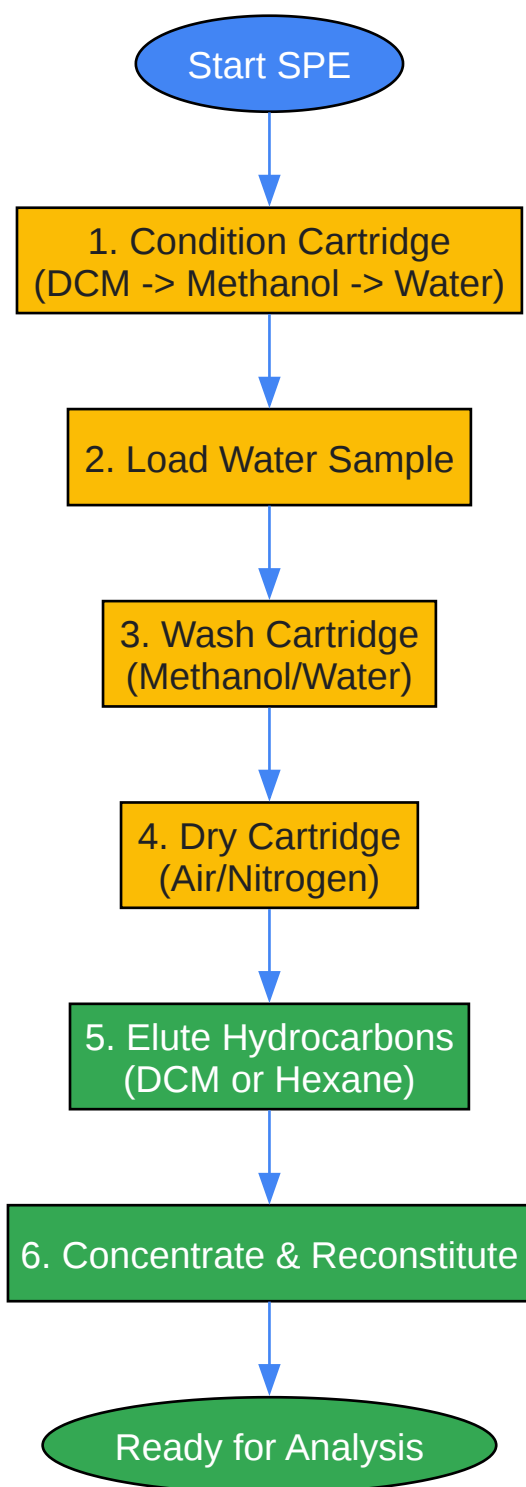 Start SPE
1. Condition Cartridge
(DCM -> Methanol -> Water)
2. Load Water Sample
3. Wash Cartridge
(Methanol/Water)
4. Dry Cartridge
(Air/Nitrogen)
5. Elute Hydrocarbons
(DCM or Hexane)
6. Concentrate & Reconstitute
Ready for Analysis